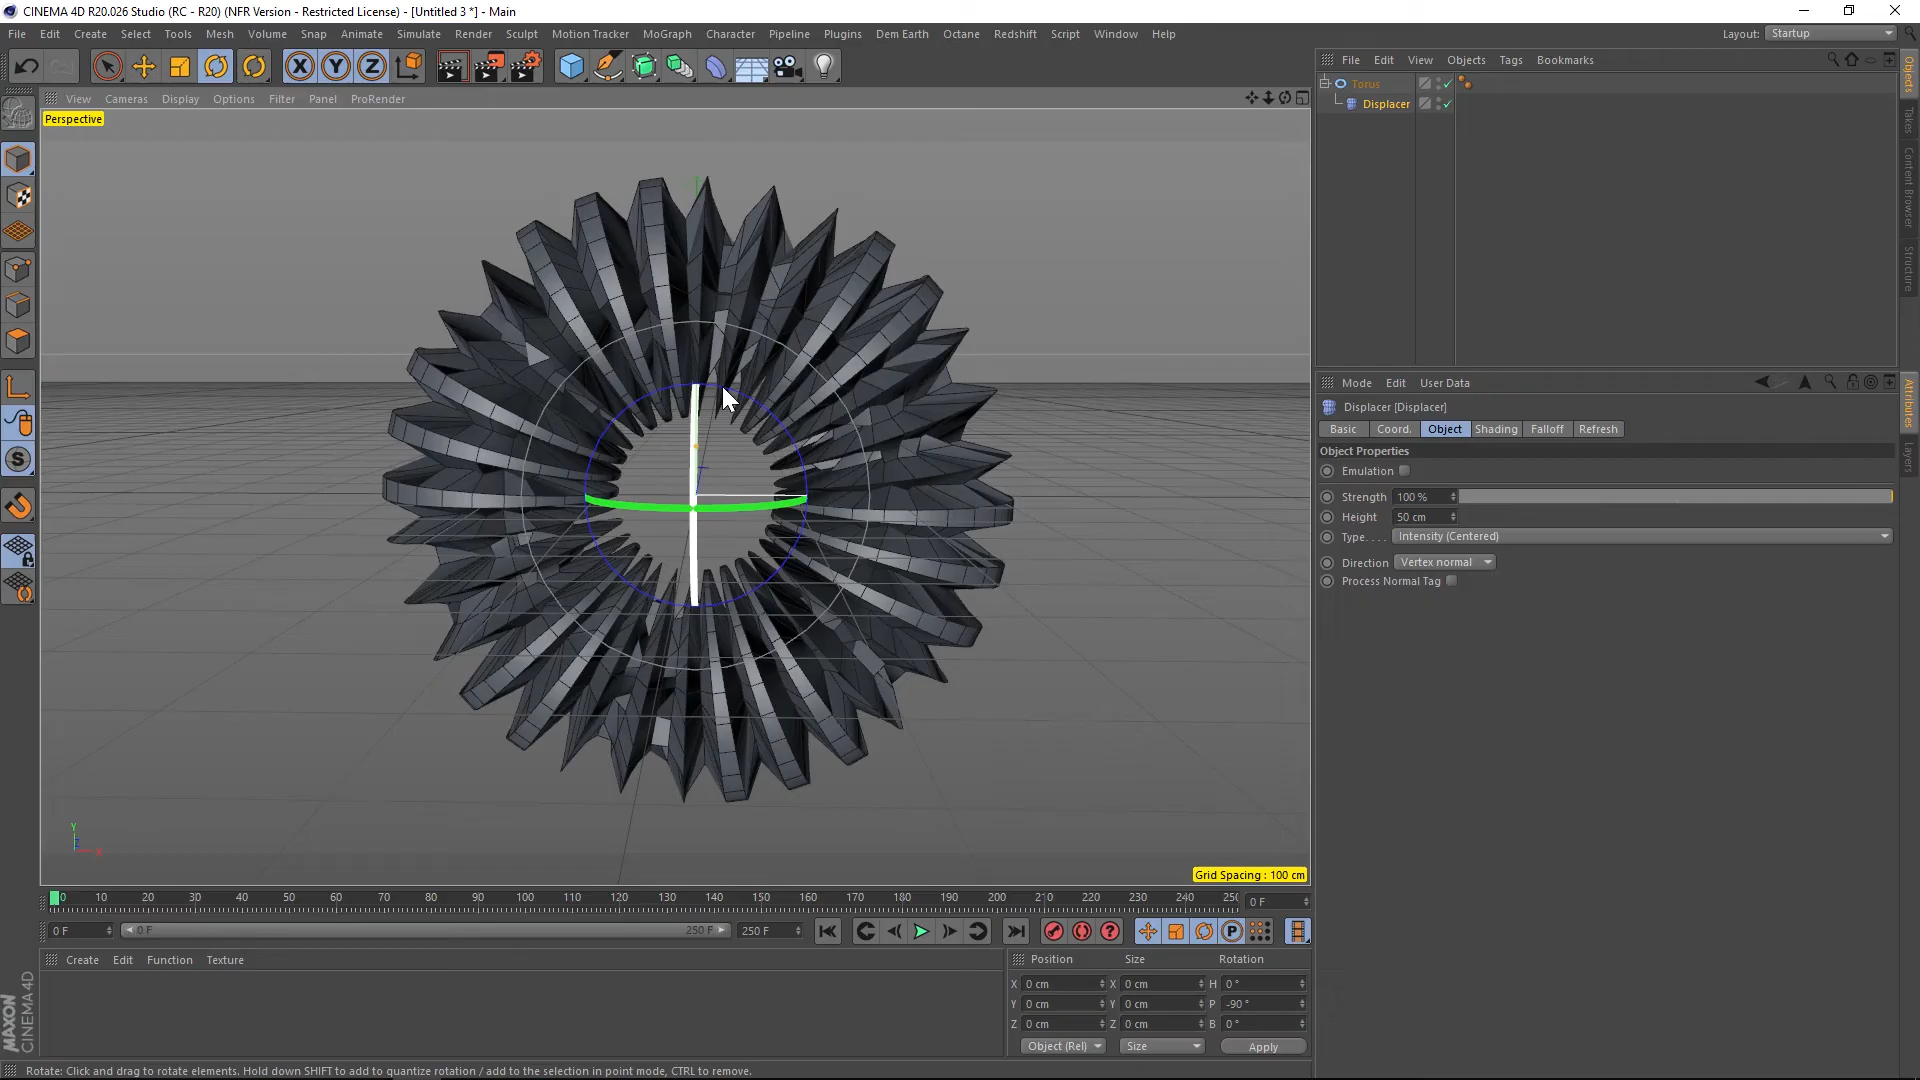 CINEMA 4D R20.026 Studio (RC - R20) (NFR Version - Restricted License) - [Untitled 3 *] - Main
File Edit Create Select Tools Mesh Volume Snap Animate Simulate Render Sculpt Motion Tracker MoGraph Character Pipeline Plugins Dem Earth Octane Redshift Script Window Help Layout: Startup
File Edit View Objects Tags Bookmarks
View Cameras Display Options Filter Panel ProRender
Torus
Displacer
Perspective
Objects
Takes
Content Browser
Structure
Mode Edit User Data
Displacer [Displacer]
Basic Coord. Object Shading Falloff Refresh
Object Properties
Emulation
Strength 100 %
Height 50 cm
Type. . . . Intensity (Centered)
Direction Vertex normal
Process Normal Tag
Attributes
Layers
Y
Z
X
Grid Spacing : 100 cm
0 10 20 30 40 50 60 70 80 90 100 110 120 130 140 150 160 170 180 190 200 210 220 230 240 250 0 F
0 F 0 F 250 F 250 F
Create Edit Function Texture
Position Size Rotation
X 0 cm X 0 cm H 0 °
Y 0 cm Y 0 cm P -90 °
Z 0 cm Z 0 cm B 0 °
Object (Rel) Size Apply
MAXON
CINEMA 4D
Rotate: Click and drag to rotate elements. Hold down SHIFT to add to quantize rotation / add to the selection in point mode, CTRL to remove.